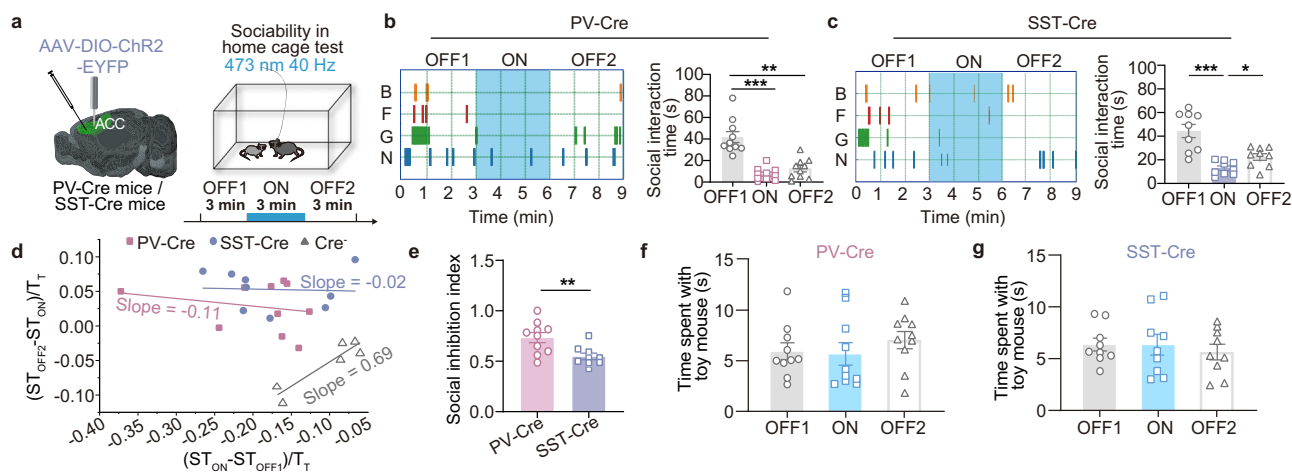 a
AAV-DIO-ChR2
-EYFP
ACC
PV-Cre mice /
SST-Cre mice
Sociability in
home cage test
473 nm 40 Hz
OFF1 ON OFF2
3 min 3 min 3 min
b
PV-Cre
OFF1 ON OFF2
B
F
G
N
0 1 2 3 4 5 6 7 8 9
Time (min)
Social interaction
time (s)
100
80
60
40
20
0
**
***
OFF1 ON OFF2
c
SST-Cre
OFF1 ON OFF2
B
F
G
N
0 1 2 3 4 5 6 7 8 9
Time (min)
Social interaction
time (s)
100
80
60
40
20
0
*** *
OFF1 ON OFF2
d
PV-Cre SST-Cre Cre⁻
(ST_OFF2-ST_ON)/T_T
0.10
0.05
0.00
-0.05
-0.10
Slope = -0.02
Slope = -0.11
Slope = 0.69
-0.40 -0.35 -0.30 -0.25 -0.20 -0.15 -0.10 -0.05
(ST_ON-ST_OFF1)/T_T
e
Social inhibition index
1.5
1.0
0.5
0.0
**
PV-Cre SST-Cre
f
PV-Cre
Time spent with
toy mouse (s)
15
10
5
0
OFF1 ON OFF2
g
SST-Cre
Time spent with
toy mouse (s)
15
10
5
0
OFF1 ON OFF2